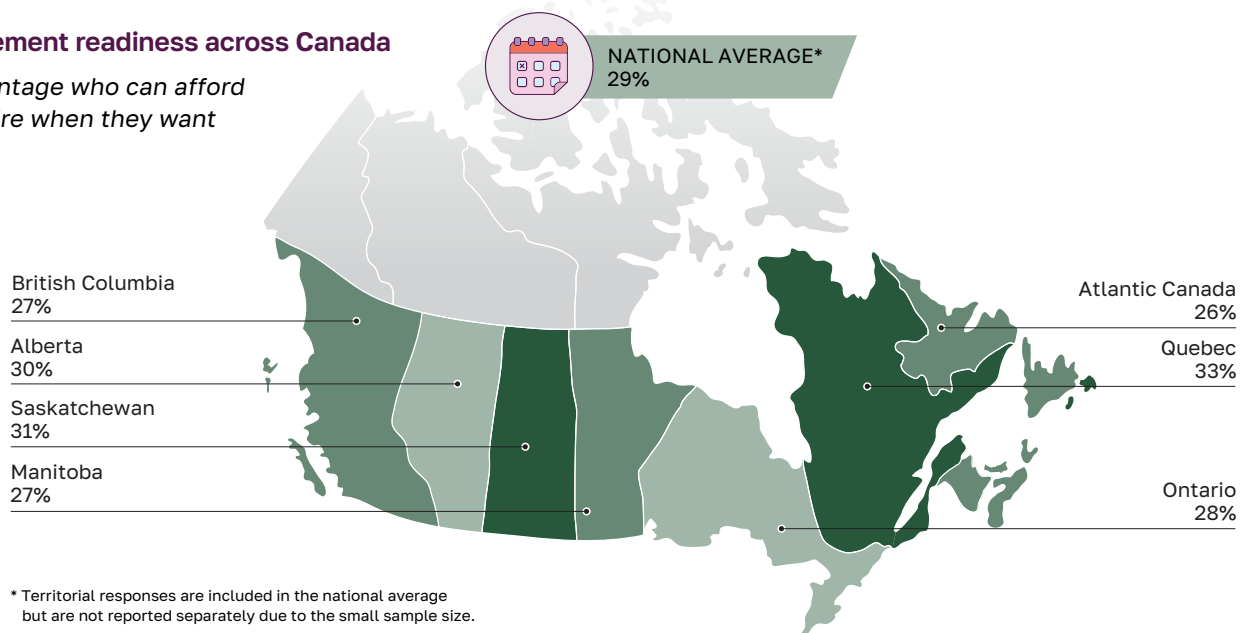 ement readiness across Canada
ntage who can afford
re when they want
NATIONAL AVERAGE*
29%
British Columbia
27%
Alberta
30%
Saskatchewan
31%
Manitoba
27%
Atlantic Canada
26%
Quebec
33%
Ontario
28%
* Territorial responses are included in the national average
but are not reported separately due to the small sample size.